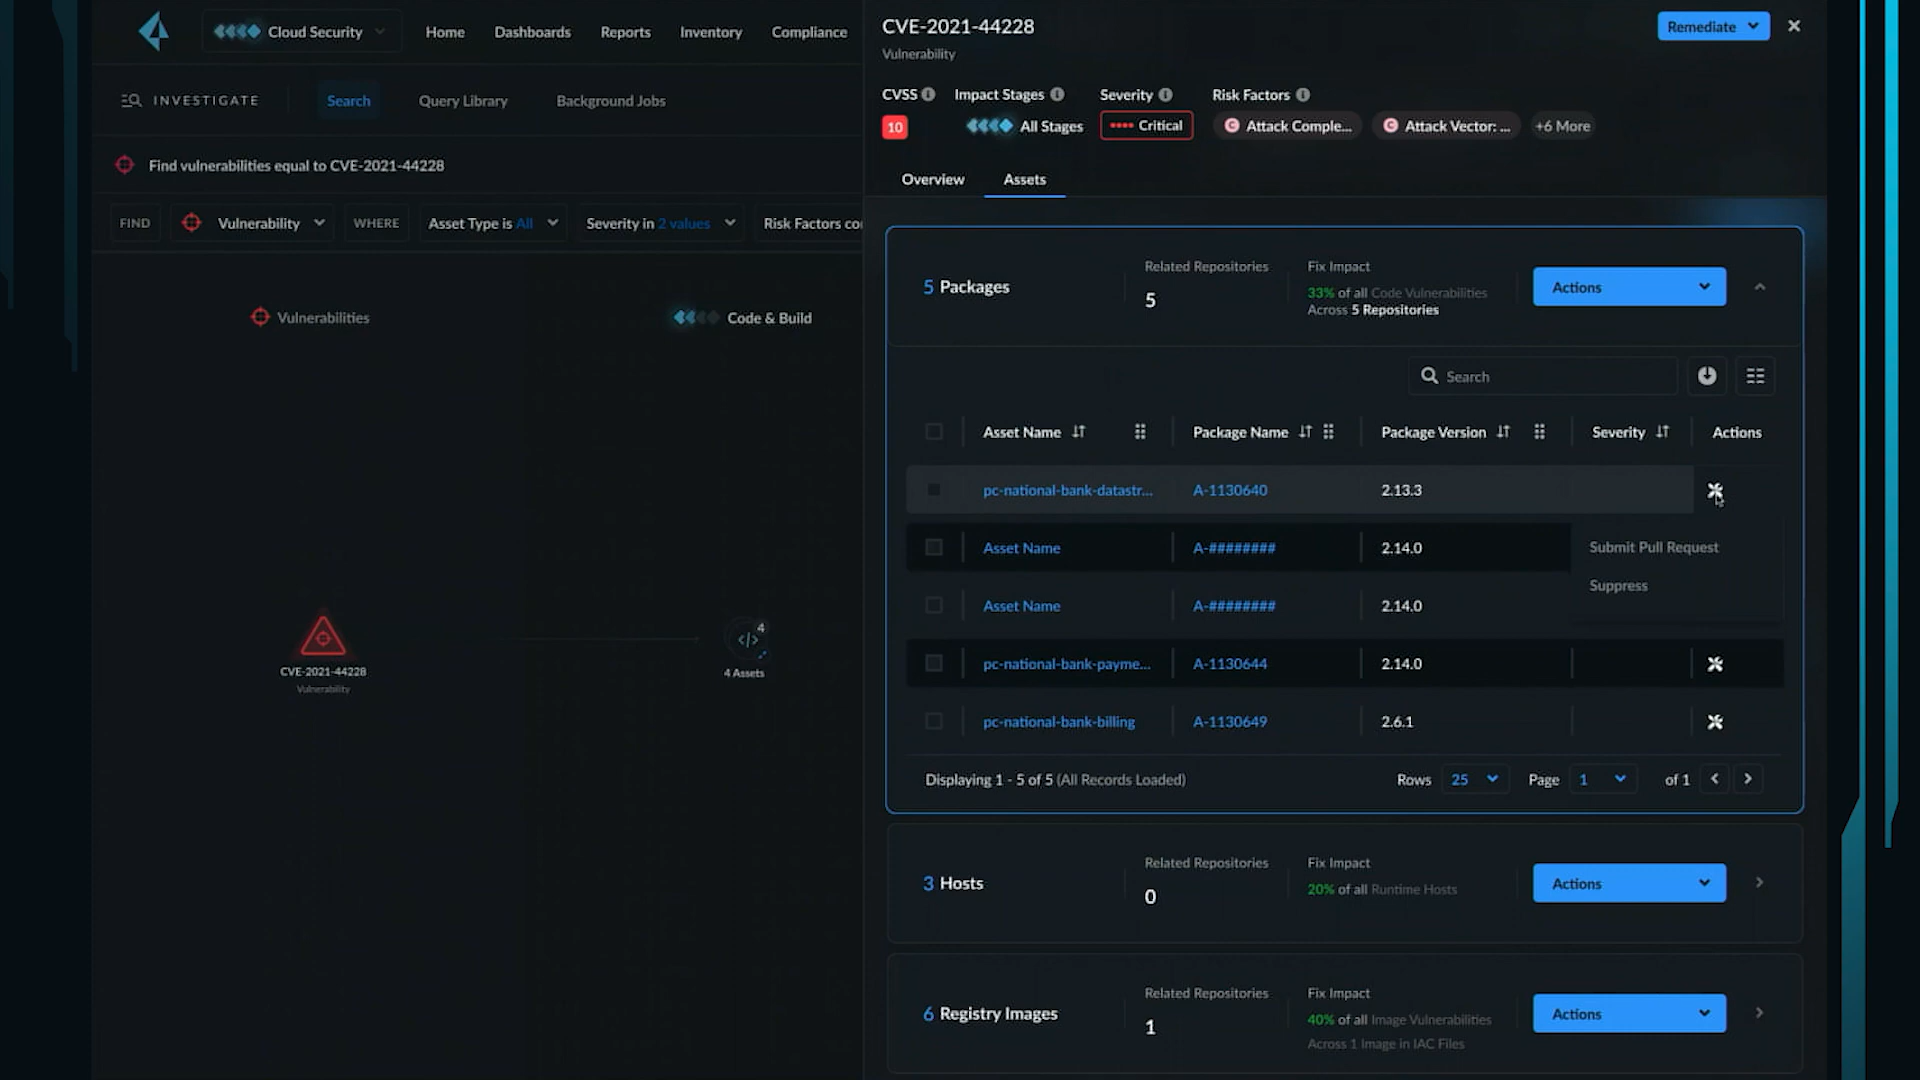 Cloud Security
Home
Dashboards
Reports
Inventory
Compliance
INVESTIGATE
Search
Query Library
Background Jobs
Find vulnerabilities equal to CVE-2021-44228
FIND
Vulnerability
WHERE
Asset Type is All
Severity in 2 values
Risk Factors co
Vulnerabilities
Code & Build
CVE-2021-44228
Vulnerability
4
4 Assets
CVE-2021-44228
Vulnerability
Remediate
CVSS
Impact Stages
Severity
Risk Factors
10
All Stages
Critical
C Attack Comple...
C Attack Vector: ...
+6 More
Overview
Assets
5 Packages
Related Repositories
5
Fix Impact
33% of all Code Vulnerabilities
Across 5 Repositories
Actions
Search
Asset Name
Package Name
Package Version
Severity
Actions
pc-national-bank-datastr...
A-1130640
2.13.3
Asset Name
A-########
2.14.0
Submit Pull Request
Suppress
Asset Name
A-########
2.14.0
pc-national-bank-payme...
A-1130644
2.14.0
pc-national-bank-billing
A-1130649
2.6.1
Displaying 1 - 5 of 5 (All Records Loaded)
Rows 25
Page 1 of 1
3 Hosts
Related Repositories
0
Fix Impact
20% of all Runtime Hosts
Actions
6 Registry Images
Related Repositories
1
Fix Impact
40% of all Image Vulnerabilities
Across 1 Image in IAC Files
Actions